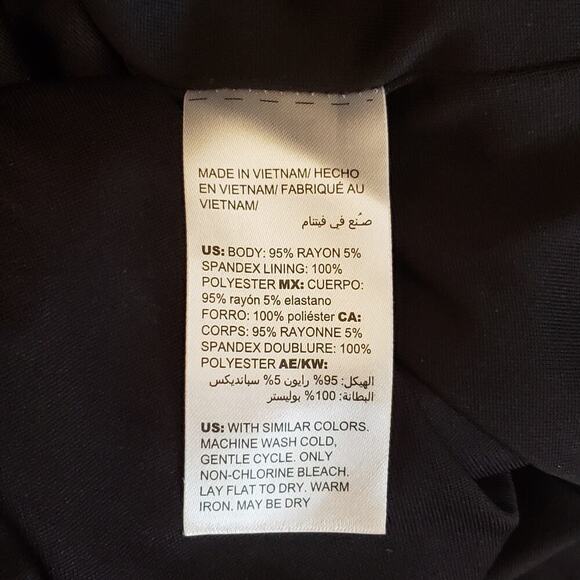 MADE IN VIETNAM/ HECHO
EN VIETNAM/ FABRIQUÉ AU
VIETNAM/
صُنع في فيتنام
US: BODY: 95% RAYON 5%
SPANDEX LINING: 100%
POLYESTER MX: CUERPO:
95% rayón 5% elastano
FORRO: 100% poliéster CA:
CORPS: 95% RAYONNE 5%
SPANDEX DOUBLURE: 100%
POLYESTER AE/KW:
الهيكل: 95% رايون 5% سباندیکس
البطانة: 100% بوليستر
US: WITH SIMILAR COLORS.
MACHINE WASH COLD,
GENTLE CYCLE. ONLY
NON-CHLORINE BLEACH.
LAY FLAT TO DRY. WARM
IRON. MAY BE DRY